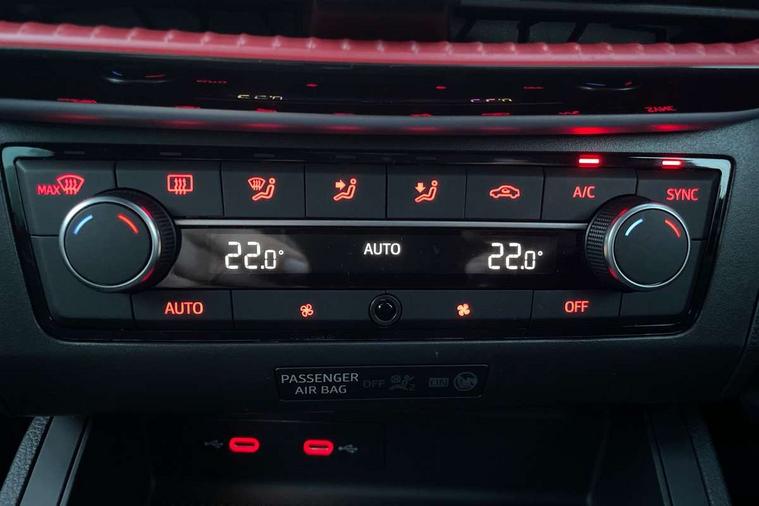 MAX
A/C
SYNC
22.0° AUTO 22.0°
AUTO
OFF
PASSENGER
AIR BAG
OFF